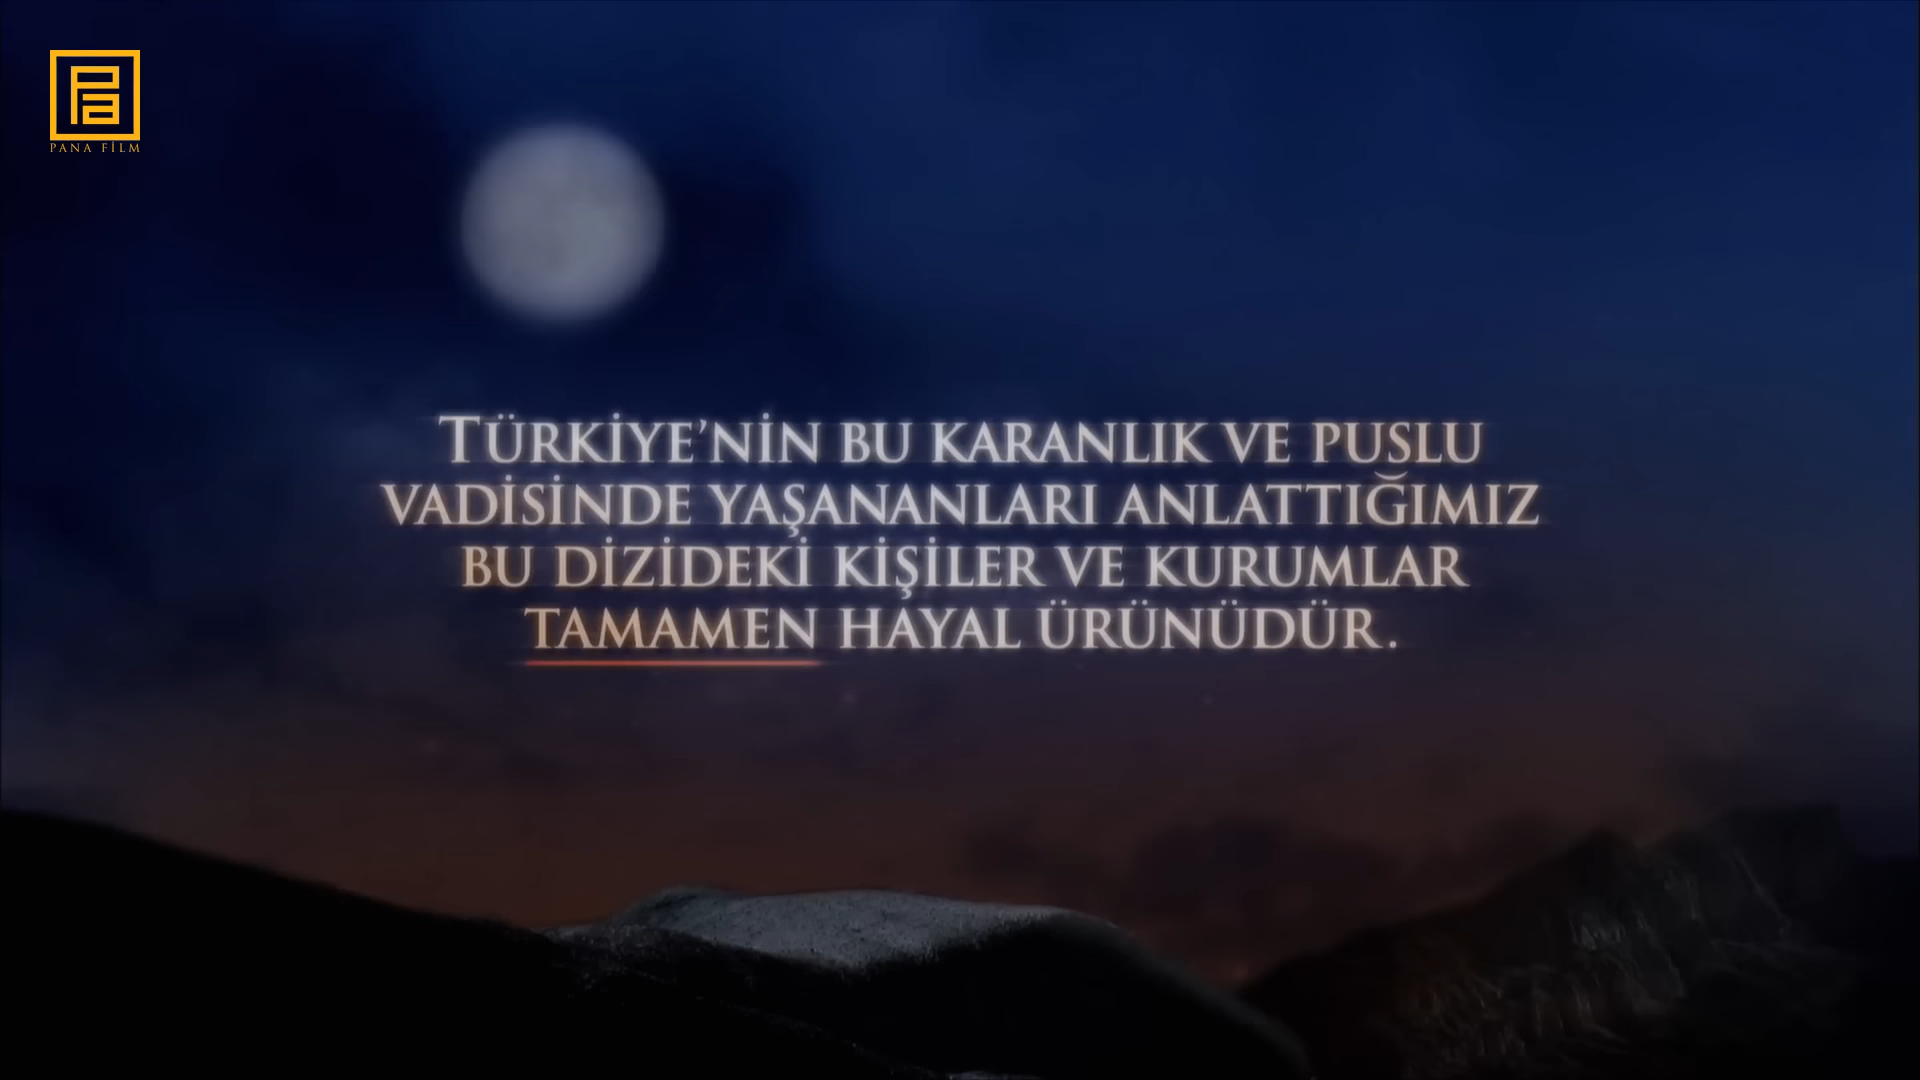 PANA FİLM
TÜRKİYE'NİN BU KARANLIK VE PUSLU
VADİSİNDE YAŞANANLARI ANLATTIĞIMIZ
BU DİZİDEKİ KİŞİLER VE KURUMLAR
TAMAMEN HAYAL ÜRÜNÜDÜR.